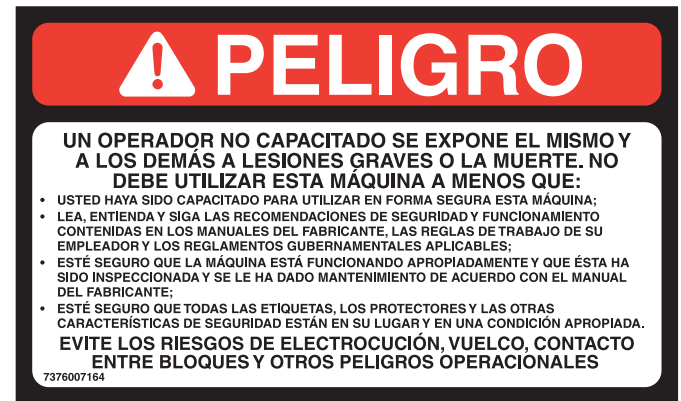 PELIGRO
UN OPERADOR NO CAPACITADO SE EXPONE EL MISMO Y
A LOS DEMÁS A LESIONES GRAVES O LA MUERTE. NO
DEBE UTILIZAR ESTA MÁQUINA A MENOS QUE:
• USTED HAYA SIDO CAPACITADO PARA UTILIZAR EN FORMA SEGURA ESTA MÁQUINA;
• LEA, ENTIENDA Y SIGA LAS RECOMENDACIONES DE SEGURIDAD Y FUNCIONAMIENTO
CONTENIDAS EN LOS MANUALES DEL FABRICANTE, LAS REGLAS DE TRABAJO DE SU
EMPLEADOR Y LOS REGLAMENTOS GUBERNAMENTALES APLICABLES;
• ESTÉ SEGURO QUE LA MÁQUINA ESTÁ FUNCIONANDO APROPIADAMENTE Y QUE ÉSTA HA
SIDO INSPECCIONADA Y SE LE HA DADO MANTENIMIENTO DE ACUERDO CON EL MANUAL
DEL FABRICANTE;
• ESTÉ SEGURO QUE TODAS LAS ETIQUETAS, LOS PROTECTORES Y LAS OTRAS
CARACTERÍSTICAS DE SEGURIDAD ESTÁN EN SU LUGAR Y EN UNA CONDICIÓN APROPIADA.
EVITE LOS RIESGOS DE ELECTROCUCIÓN, VUELCO, CONTACTO
ENTRE BLOQUES Y OTROS PELIGROS OPERACIONALES
7376007164